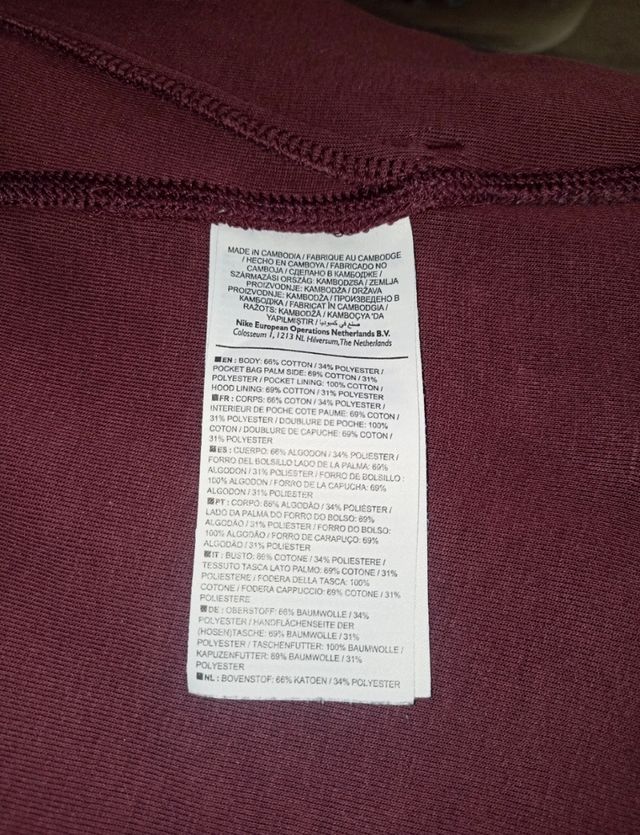 MADE IN CAMBODIA / FABRIQUE AU CAMBODGE
/ HECHO EN CAMBOYA / FABRICADO NO
CAMBOJA / СДЕЛАНО В КАМБОДЖЕ /
SZÁRMAZÁSI ORSZÁG: KAMBODZSA / ZEMLJA
PROIZVODNJE: KAMBODŽA / DRŽAVA
PROIZVODNJE: KAMBODŽA / ПРОИЗВЕДЕНО В
КАМБОДЖА / FABRICAT ÎN CAMBODGIA /
RAŽOTS: KAMBODŽĀ / KAMBOÇYA 'DA
YAPILMIŞTIR / صنع في كمبوديا
Nike European Operations Netherlands B.V.
Colosseum 1, 1213 NL Hilversum, The Netherlands
EN : BODY: 66% COTTON / 34% POLYESTER /
POCKET BAG PALM SIDE: 69% COTTON / 31%
POLYESTER / POCKET LINING: 100% COTTON /
HOOD LINING: 69% COTTON / 31% POLYESTER
FR : CORPS: 66% COTON / 34% POLYESTER /
INTERIEUR DE POCHE COTE PAUME: 69% COTON /
31% POLYESTER / DOUBLURE DE POCHE: 100%
COTON / DOUBLURE DE CAPUCHE: 69% COTON /
31% POLYESTER
ES : CUERPO: 66% ALGODON / 34% POLIESTER /
FORRO DEL BOLSILLO LADO DE LA PALMA: 69%
ALGODON / 31% POLIESTER / FORRO DE BOLSILLO :
100% ALGODON / FORRO DE LA CAPUCHA: 69%
ALGODON / 31% POLIESTER
PT : CORPO: 66% ALGODÃO / 34% POLIÉSTER /
LADO DA PALMA DO FORRO DO BOLSO: 69%
ALGODÃO / 31% POLIÉSTER / FORRO DO BOLSO:
100% ALGODÃO / FORRO DE CARAPUÇO: 69%
ALGODÃO / 31% POLIÉSTER
IT : BUSTO: 66% COTONE / 34% POLIESTERE /
TESSUTO TASCA LATO PALMO: 69% COTONE / 31%
POLIESTERE / FODERA DELLA TASCA: 100%
COTONE / FODERA CAPPUCCIO: 69% COTONE / 31%
POLIESTERE
DE : OBERSTOFF: 66% BAUMWOLLE / 34%
POLYESTER / HANDFLÄCHENSEITE DER
(HOSEN)TASCHE: 69% BAUMWOLLE / 31%
POLYESTER / TASCHENFUTTER: 100% BAUMWOLLE /
KAPUZENFUTTER: 69% BAUMWOLLE / 31%
POLYESTER
NL : BOVENSTOF: 66% KATOEN / 34% POLYESTER